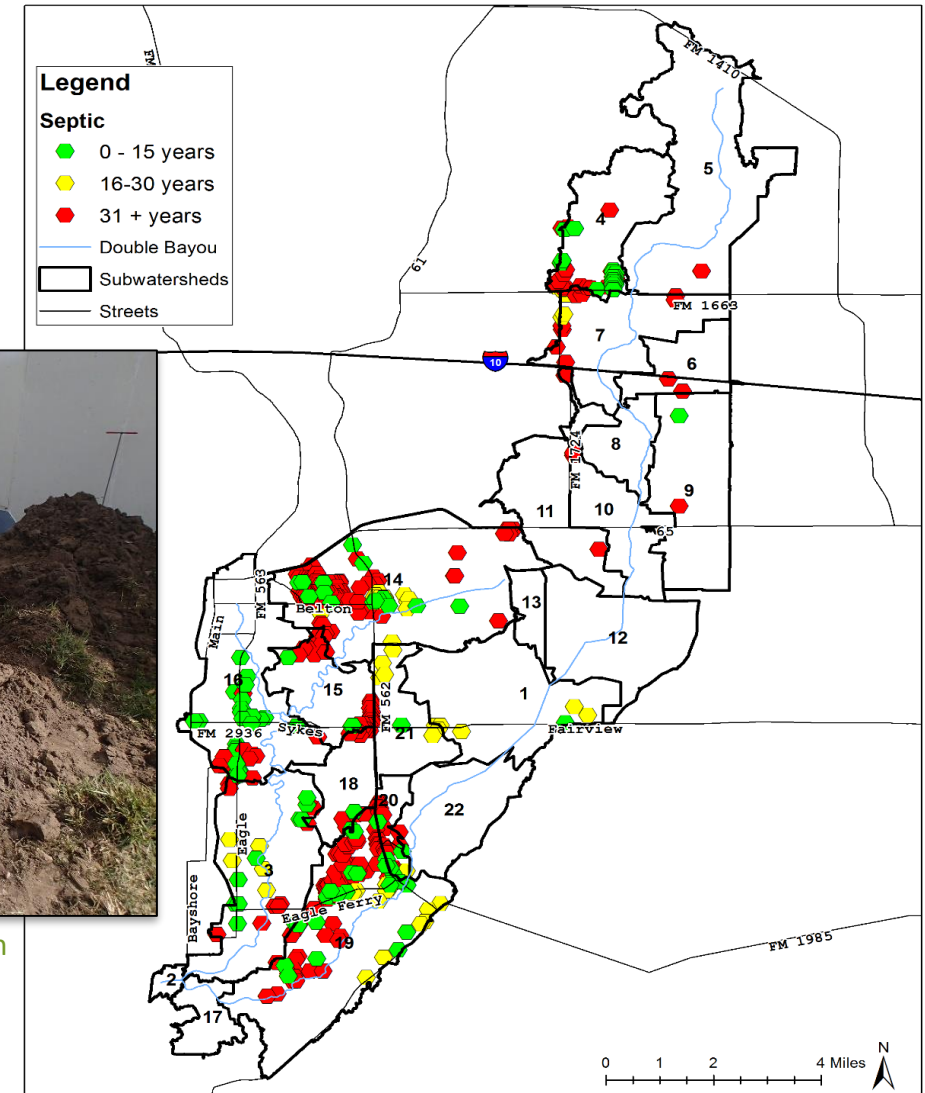 Legend
Septic
0 - 15 years
16-30 years
31 + years
Double Bayou
Subwatersheds
Streets
FM
FM 1410
5
4
61
FM 1663
7
10
6
8
FM 1724
9
11
10
65
14
FM 563
Belton
13
Main
12
16
15
1
FM 562
Sykes
FM 2936
21
Fairview
18
20
22
Eagle
3
Eagle Ferry
Bayshore
19
FM 1985
2
17
N
0 1 2 4 Miles